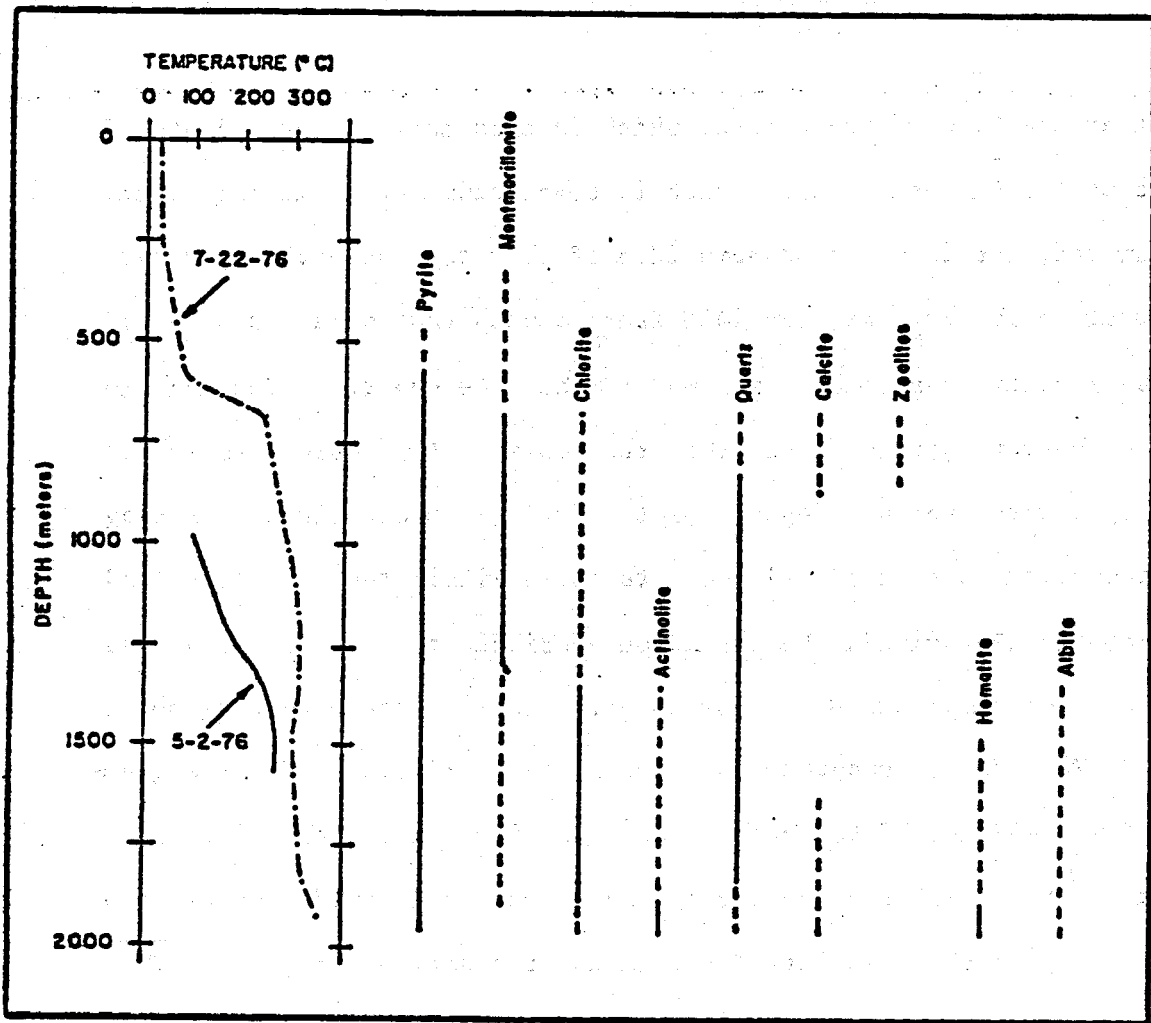 TEMPERATURE (°C)
0 100 200 300
0
500
1000
1500
2000
DEPTH (meters)
7-22-76
5-2-76
Pyrite
Montmorillonite
Chlorite
Actinolite
Quartz
Calcite
Zeolites
Hematite
Albite